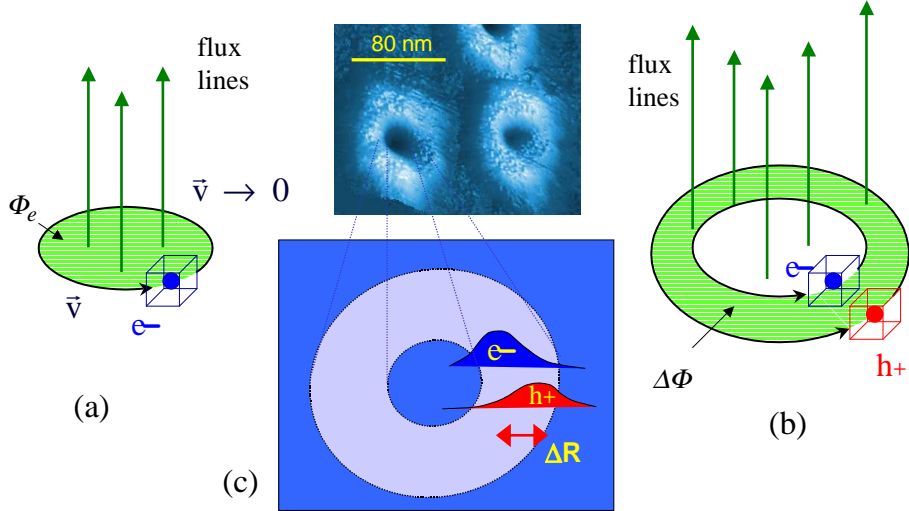 flux
lines
Φe
v⃗
e−
(a)
v⃗ → 0
80 nm
e−
h+
ΔR
(c)
flux
lines
e−
ΔΦ
h+
(b)